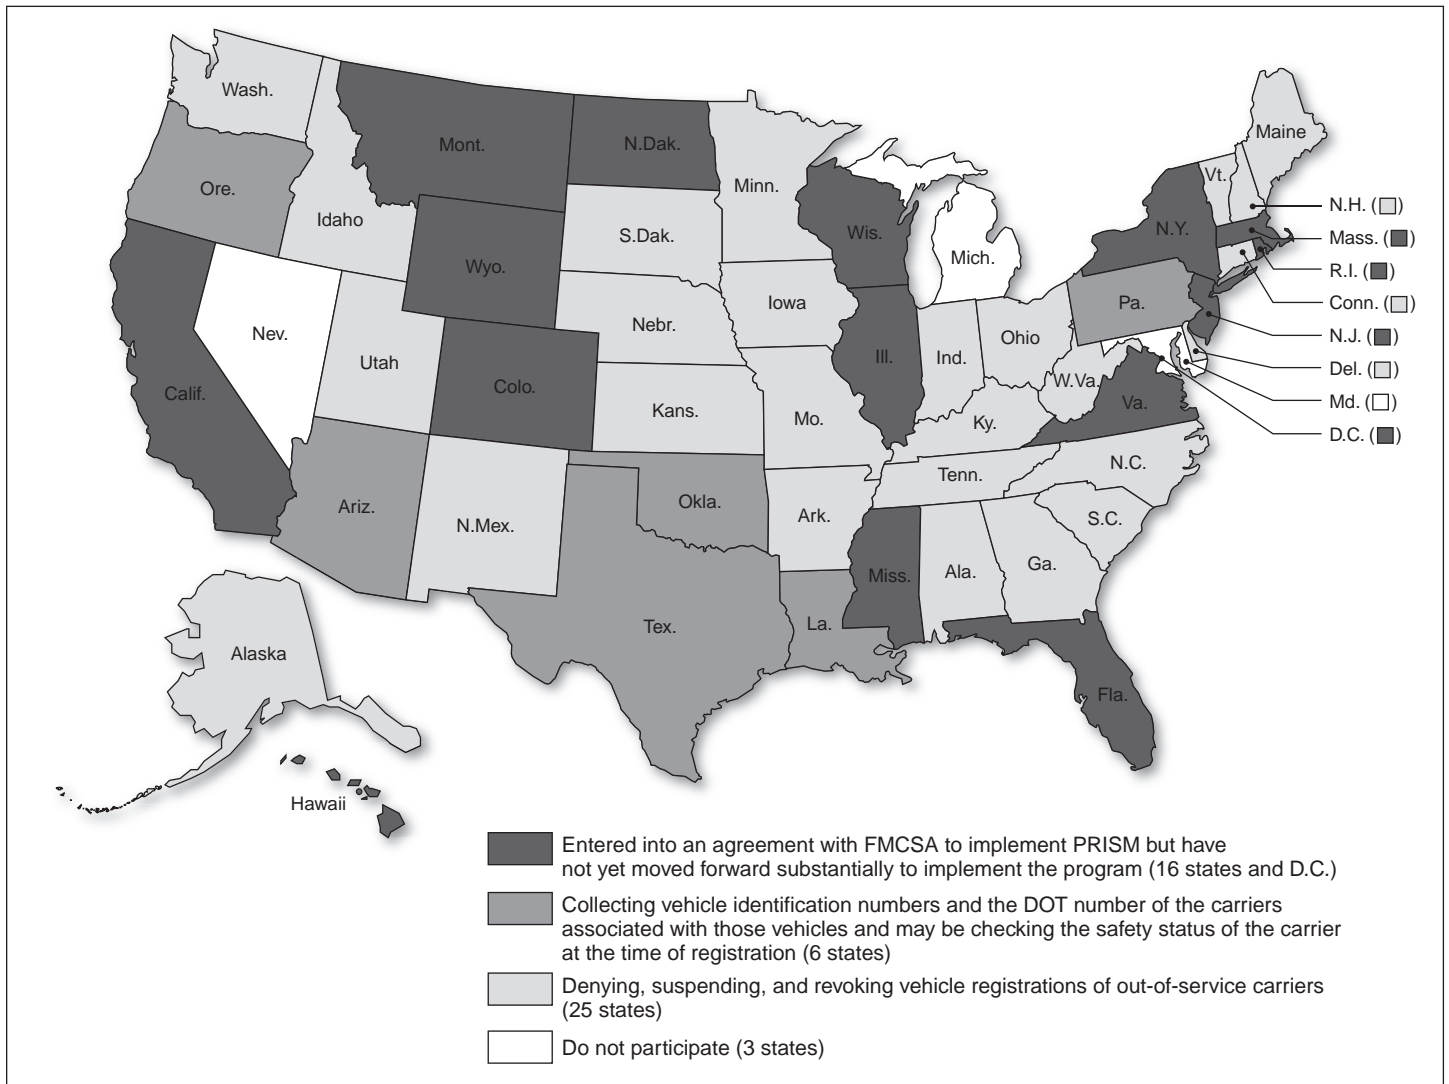 Wash.
Mont.
N.Dak.
Minn.
Maine
Vt.
Ore.
Idaho
S.Dak.
Wis.
Mich.
N.Y.
N.H. ( )
Mass. ( )
R.I. ( )
Conn. ( )
N.J. ( )
Del. ( )
Md. ( )
D.C. ( )
Wyo.
Iowa
Pa.
Nev.
Utah
Nebr.
Ill.
Ind.
Ohio
W.Va.
Va.
Calif.
Colo.
Kans.
Mo.
Ky.
N.C.
Tenn.
Ariz.
N.Mex.
Okla.
Ark.
S.C.
Miss.
Ala.
Ga.
Tex.
La.
Alaska
Fla.
Hawaii
Entered into an agreement with FMCSA to implement PRISM but have
not yet moved forward substantially to implement the program (16 states and D.C.)
Collecting vehicle identification numbers and the DOT number of the carriers
associated with those vehicles and may be checking the safety status of the carrier
at the time of registration (6 states)
Denying, suspending, and revoking vehicle registrations of out-of-service carriers
(25 states)
Do not participate (3 states)